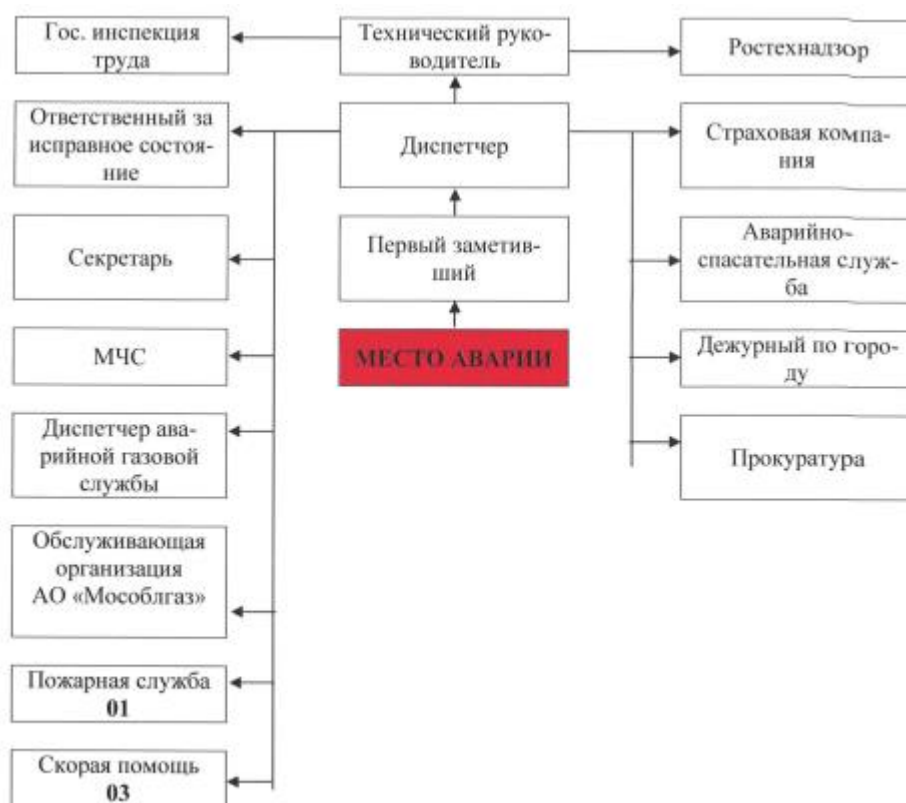 Гос. инспекция
труда
Технический руко-
водитель
Ростехнадзор
Ответственный за
исправное состоя-
ние
Диспетчер
Страховая компа-
ния
Секретарь
Первый заметив-
ший
Аварийно-
спасательная служ-
ба
МЧС
МЕСТО АВАРИИ
Дежурный по горо-
ду
Диспетчер ава-
рийной газовой
службы
Прокуратура
Обслуживающая
организация
АО «Мособлгаз»
Пожарная служба
01
Скорая помощь
03